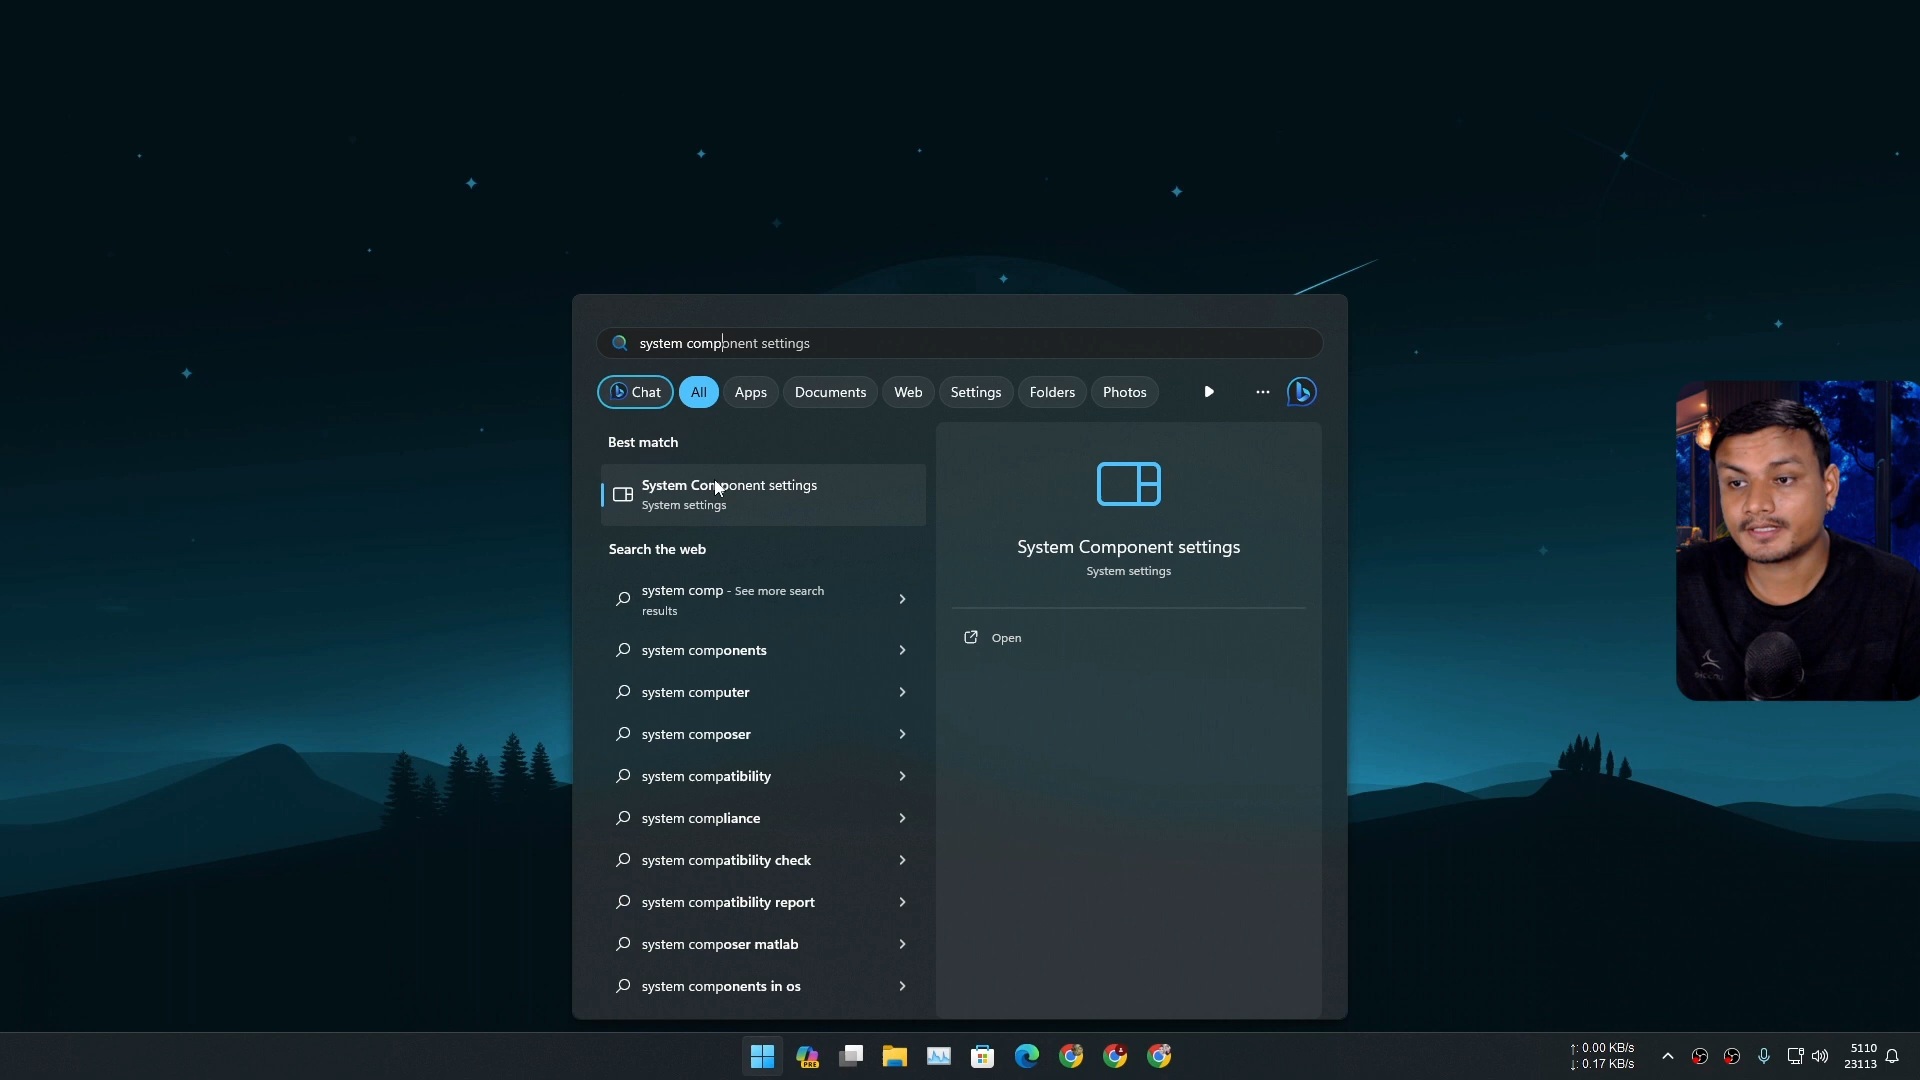 system component settings
Chat
All
Apps
Documents
Web
Settings
Folders
Photos
Best match
System Component settings
System settings
Search the web
system comp - See more search
results
system components
system computer
system composer
system compatibility
system compliance
system compatibility check
system compatibility report
system composer matlab
system components in os
System Component settings
System settings
Open
PRE
↑: 0.00 KB/s
↓: 0.17 KB/s
5110
23113